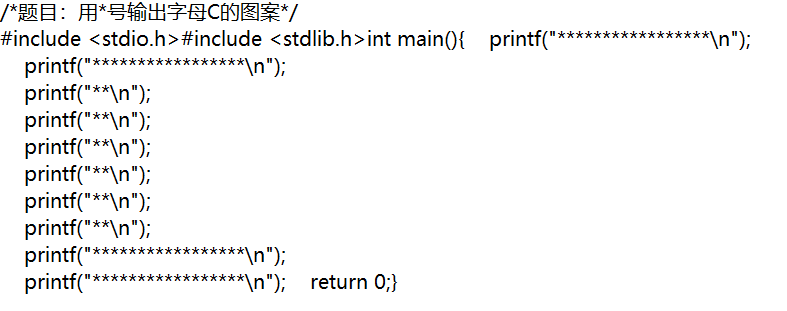 /*题目：用*号输出字母C的图案*/
#include <stdio.h>#include <stdlib.h>int main(){    printf("*****************\n");
    printf("*****************\n");
    printf("**\n");
    printf("**\n");
    printf("**\n");
    printf("**\n");
    printf("**\n");
    printf("**\n");
    printf("*****************\n");
    printf("*****************\n");    return 0;}